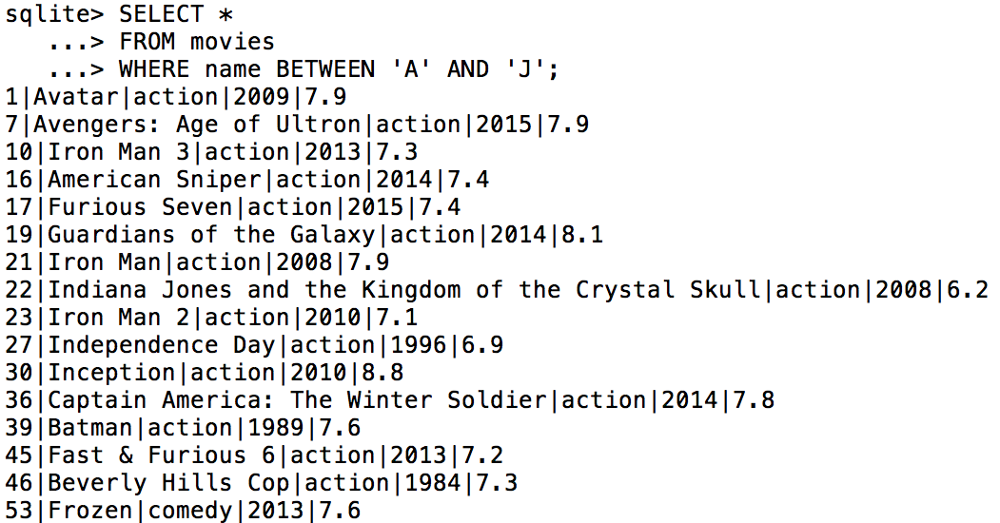 sqlite> SELECT *
   ...> FROM movies
   ...> WHERE name BETWEEN 'A' AND 'J';
1|Avatar|action|2009|7.9
7|Avengers: Age of Ultron|action|2015|7.9
10|Iron Man 3|action|2013|7.3
16|American Sniper|action|2014|7.4
17|Furious Seven|action|2015|7.4
19|Guardians of the Galaxy|action|2014|8.1
21|Iron Man|action|2008|7.9
22|Indiana Jones and the Kingdom of the Crystal Skull|action|2008|6.2
23|Iron Man 2|action|2010|7.1
27|Independence Day|action|1996|6.9
30|Inception|action|2010|8.8
36|Captain America: The Winter Soldier|action|2014|7.8
39|Batman|action|1989|7.6
45|Fast & Furious 6|action|2013|7.2
46|Beverly Hills Cop|action|1984|7.3
53|Frozen|comedy|2013|7.6